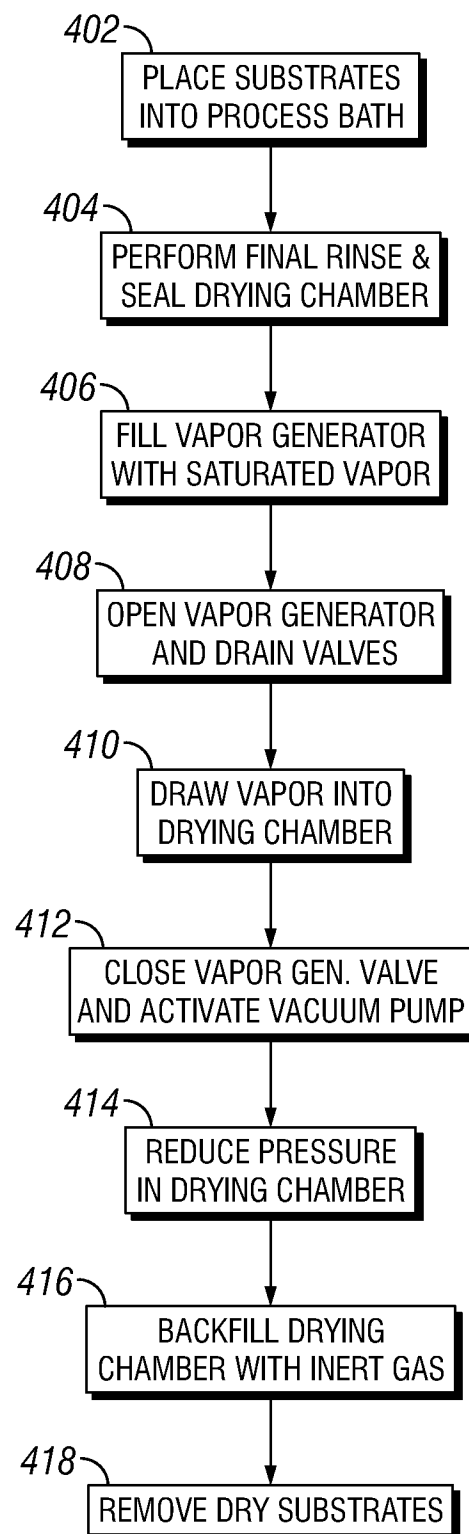 402
PLACE SUBSTRATES
INTO PROCESS BATH
404
PERFORM FINAL RINSE &
SEAL DRYING CHAMBER
406
FILL VAPOR GENERATOR
WITH SATURATED VAPOR
408
OPEN VAPOR GENERATOR
AND DRAIN VALVES
410
DRAW VAPOR INTO
DRYING CHAMBER
412
CLOSE VAPOR GEN. VALVE
AND ACTIVATE VACUUM PUMP
414
REDUCE PRESSURE
IN DRYING CHAMBER
416
BACKFILL DRYING
CHAMBER WITH INERT GAS
418
REMOVE DRY SUBSTRATES